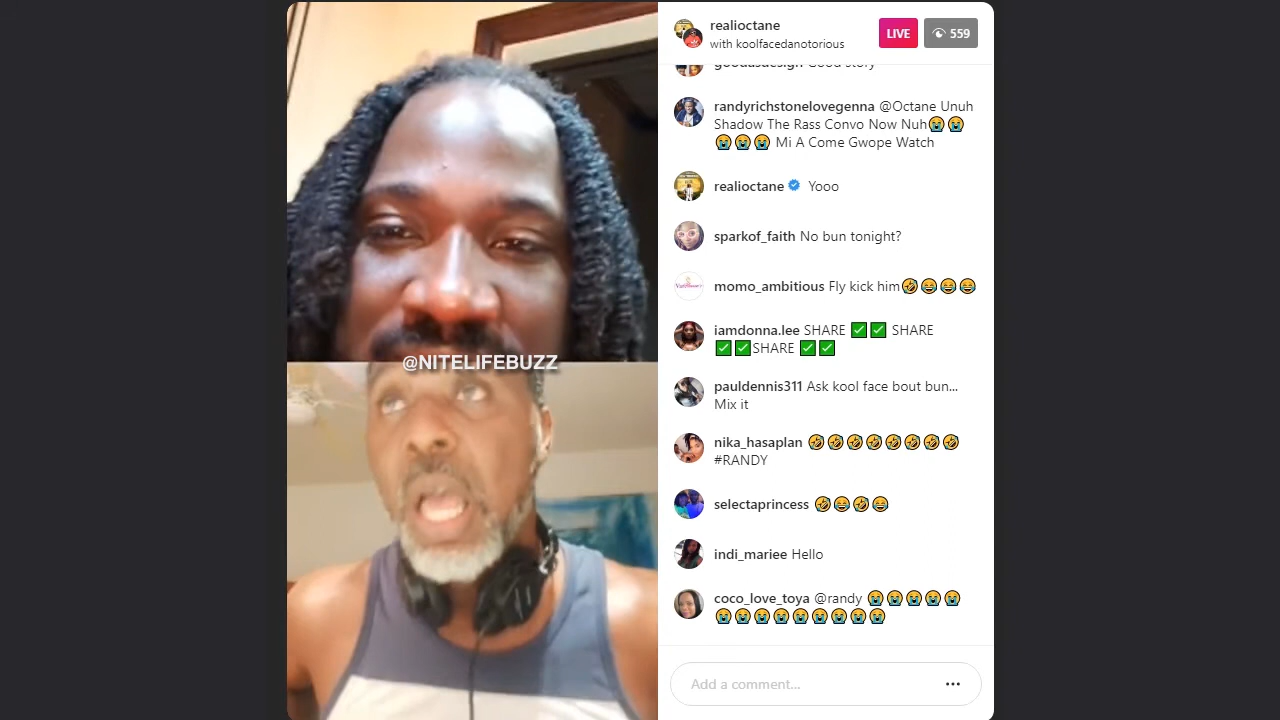 realioctane
with koolfacedanotorious
LIVE
559
goodasdesign Good story
randyrichstonelovegenna @Octane Unuh
Shadow The Rass Convo Now Nuh😭😭
😭😭😭 Mi A Come Gwope Watch
realioctane Yooo
sparkof_faith No bun tonight?
momo_ambitious Fly kick him🤣😂😂😂
iamdonna.lee SHARE ✅✅ SHARE
✅✅SHARE ✅✅
pauldennis311 Ask kool face bout bun...
Mix it
nika_hasaplan 🤣🤣🤣🤣🤣🤣🤣🤣
#RANDY
selectaprincess 🤣😂🤣😂
indi_mariee Hello
coco_love_toya @randy 😭😭😭😭😭
😭😭😭😭😭😭😭😭😭
Add a comment...
@NITELIFEBUZZ